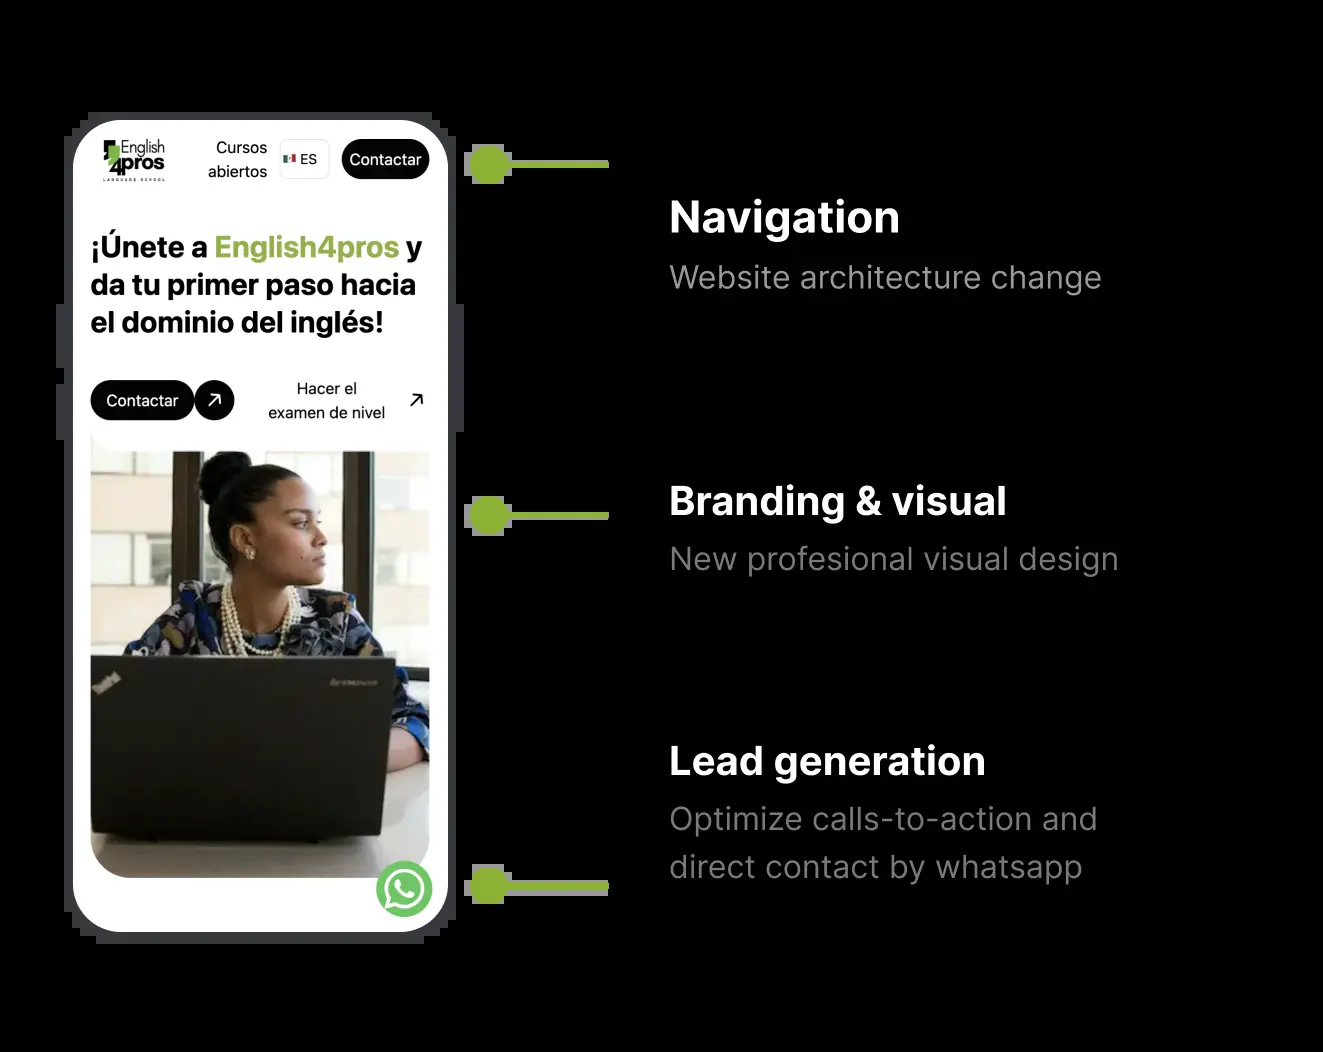 English
4pros
LANGUAGE SCHOOL
Cursos
abiertos
ES
Contactar
¡Únete a English4pros y
da tu primer paso hacia
el dominio del inglés!
Contactar
Hacer el
examen de nivel
lenovo
Navigation
Website architecture change
Branding & visual
New profesional visual design
Lead generation
Optimize calls-to-action and
direct contact by whatsapp